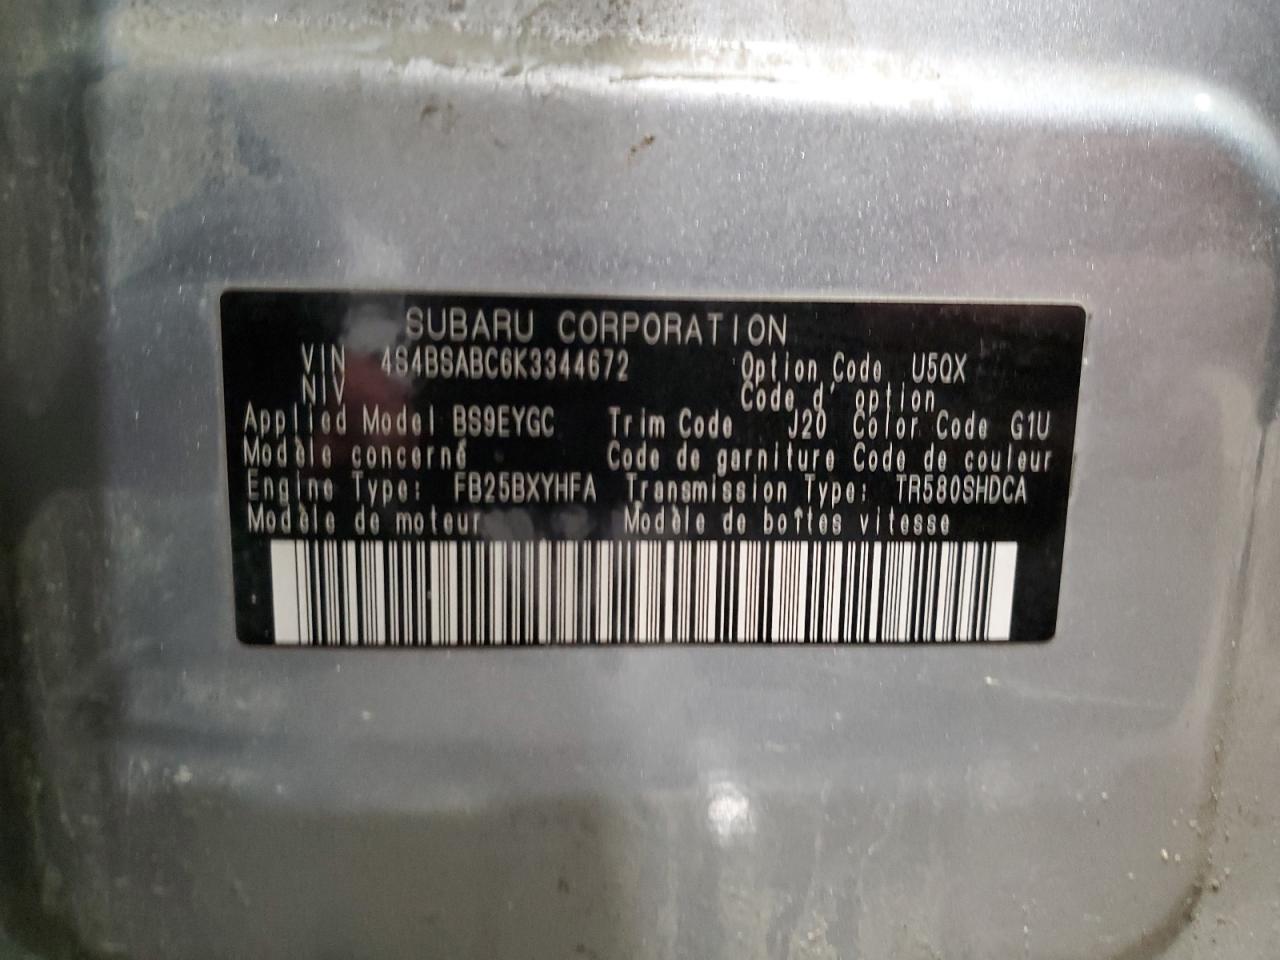 SUBARU CORPORATION
VIN 4S4BSABC6K3344672 Option Code U5QX
NIV Code d'option
Applied Model BS9EYGC Trim Code J20 Color Code G1U
Modèle concerné Code de garniture Code de couleur
Engine Type: FB25BXYHFA Transmission Type: TR580SHDCA
Modèle de moteur Modèle de boîtes vitesse